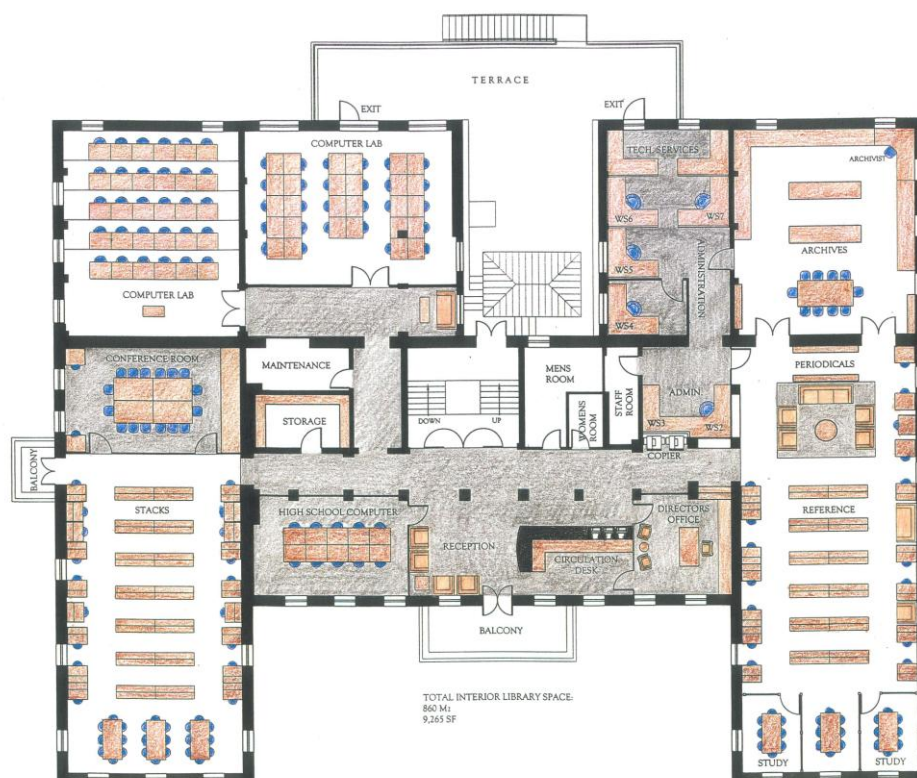 TERRACE
EXIT
EXIT
COMPUTER LAB
TECH. SERVICES
ARCHIVIST
WS6
WS7
ARCHIVES
WS5
ADMINISTRATION
COMPUTER LAB
WS4
CONFERENCE ROOM
MAINTENANCE
MENS
ROOM
STAFF
ROOM
ADMIN.
PERIODICALS
STORAGE
DOWN
UP
WOMENS
ROOM
WS3
WS2
COPIER
BALCONY
STACKS
HIGH SCHOOL COMPUTER
RECEPTION
CIRCULATION
DESK
DIRECTORS
OFFICE
REFERENCE
BALCONY
TOTAL INTERIOR LIBRARY SPACE:
860 M2
9,265 SF
STUDY
STUDY